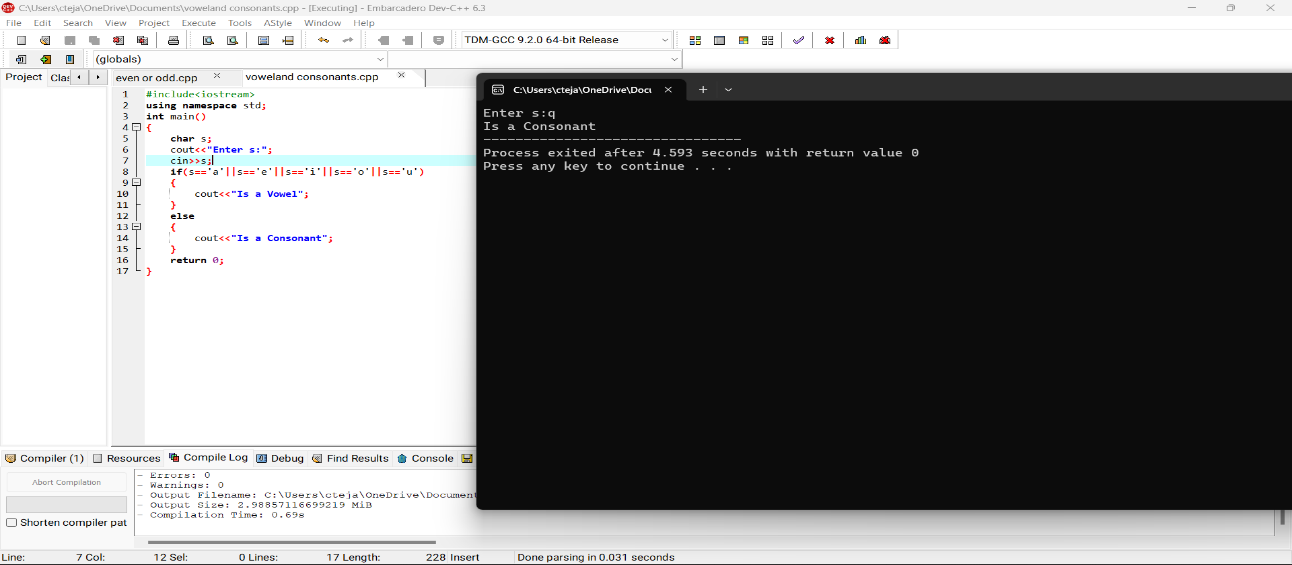 C:\Users\cteja\OneDrive\Documents\voweland consonants.cpp - [Executing] - Embarcadero Dev-C++ 6.3
File Edit Search View Project Execute Tools AStyle Window Help
TDM-GCC 9.2.0 64-bit Release
(globals)
Project Clas even or odd.cpp voweland consonants.cpp
1 #include<iostream>
2 using namespace std;
3 int main()
4 {
5 char s;
6 cout<<"Enter s:";
7 cin>>s;
8 if(s=='a'||s=='e'||s=='i'||s=='o'||s=='u')
9 {
10 cout<<"Is a Vowel";
11 }
12 else
13 {
14 cout<<"Is a Consonant";
15 }
16 return 0;
17 }
C:\Users\cteja\OneDrive\Docu
Enter s:q
Is a Consonant
--------------------------------
Process exited after 4.593 seconds with return value 0
Press any key to continue . . .
Compiler (1) Resources Compile Log Debug Find Results Console
Abort Compilation
Shorten compiler pat
- Errors: 0
- Warnings: 0
- Output Filename: C:\Users\cteja\OneDrive\Document
- Output Size: 2.98857116699219 MiB
- Compilation Time: 0.69s
Line: 7 Col: 12 Sel: 0 Lines: 17 Length: 228 Insert Done parsing in 0.031 seconds